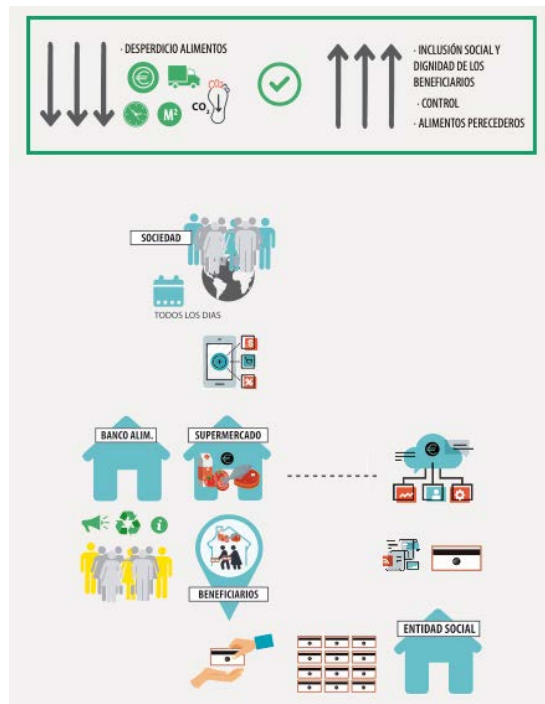 · DESPERDICIO ALIMENTOS
M²
CO₂
· INCLUSIÓN SOCIAL Y
DIGNIDAD DE LOS
BENEFICIARIOS
· CONTROL
· ALIMENTOS PERECEDEROS
SOCIEDAD
TODOS LOS DIAS
BANCO ALIM.
SUPERMERCADO
BENEFICIARIOS
ENTIDAD SOCIAL